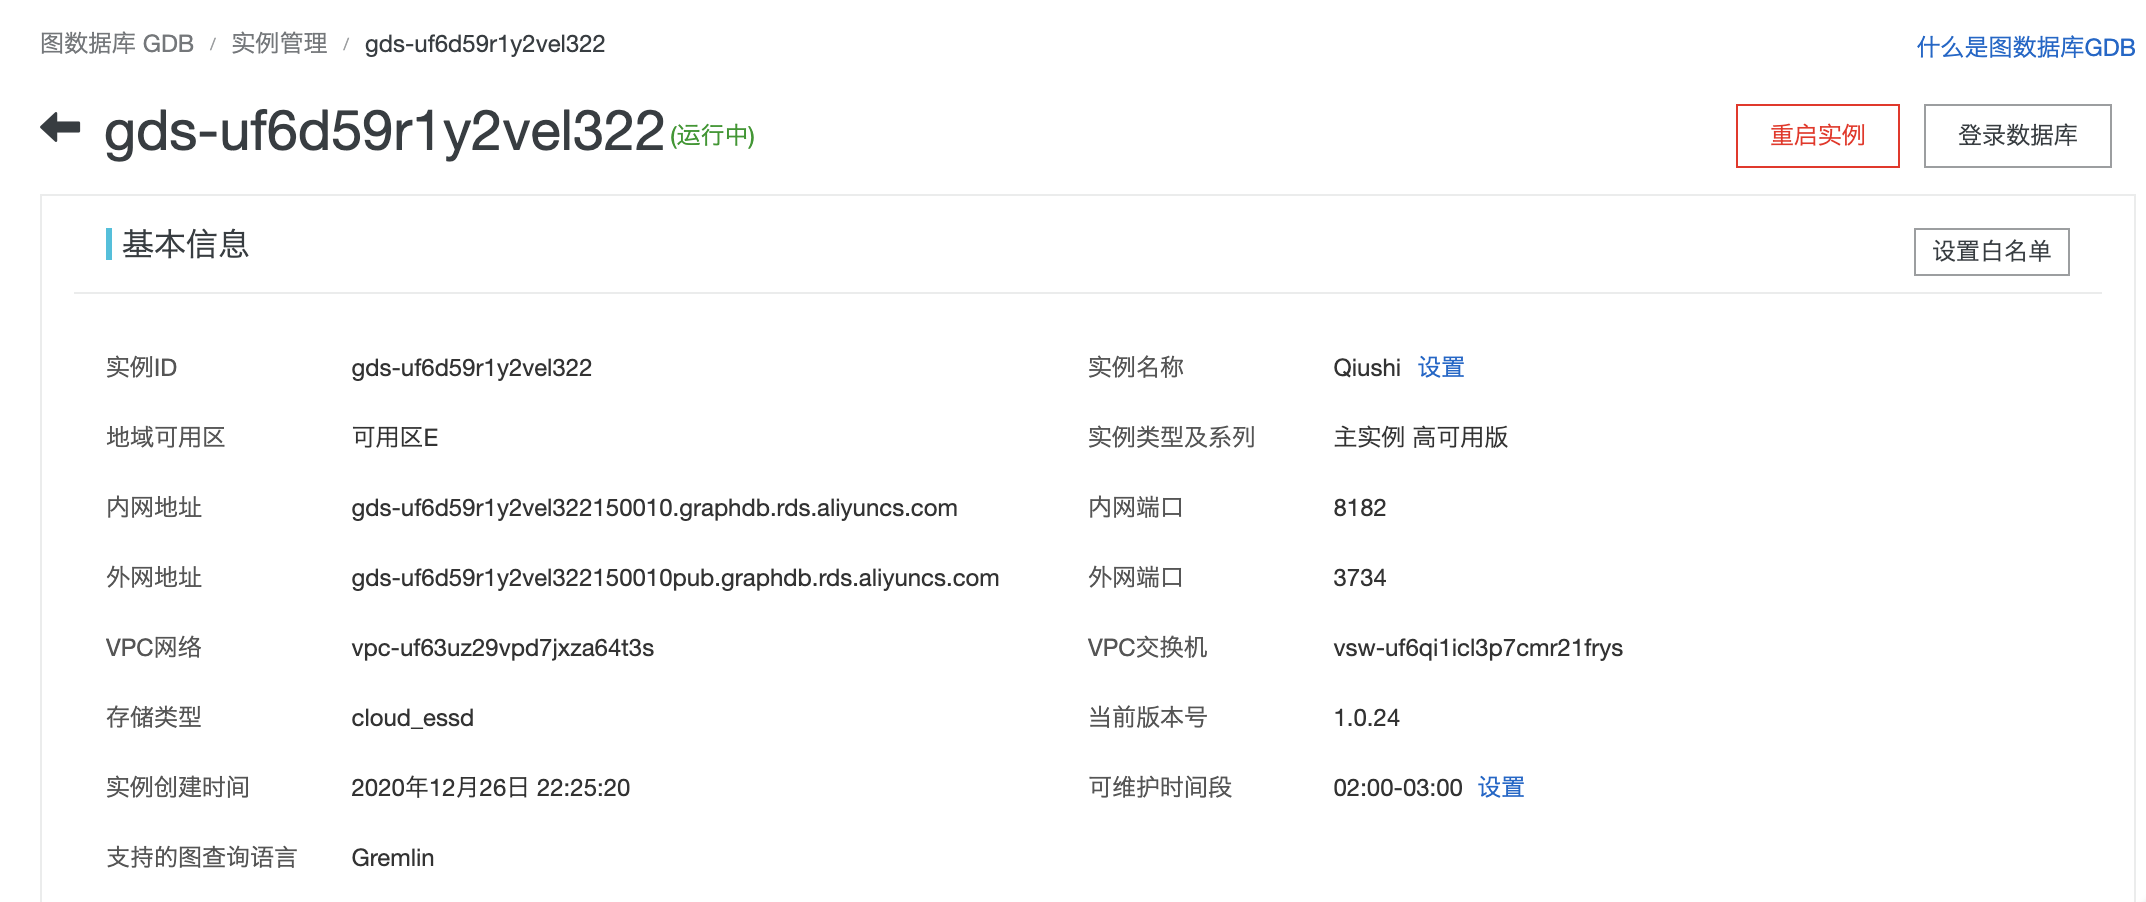 图数据库 GDB / 实例管理 / gds-uf6d59r1y2vel322
什么是图数据库GDB
gds-uf6d59r1y2vel322(运行中)
重启实例 登录数据库
基本信息
设置白名单
实例ID gds-uf6d59r1y2vel322 实例名称 Qiushi 设置
地域可用区 可用区E 实例类型及系列 主实例 高可用版
内网地址 gds-uf6d59r1y2vel322150010.graphdb.rds.aliyuncs.com 内网端口 8182
外网地址 gds-uf6d59r1y2vel322150010pub.graphdb.rds.aliyuncs.com 外网端口 3734
VPC网络 vpc-uf63uz29vpd7jxza64t3s VPC交换机 vsw-uf6qi1icl3p7cmr21frys
存储类型 cloud_essd 当前版本号 1.0.24
实例创建时间 2020年12月26日 22:25:20 可维护时间段 02:00-03:00 设置
支持的图查询语言 Gremlin